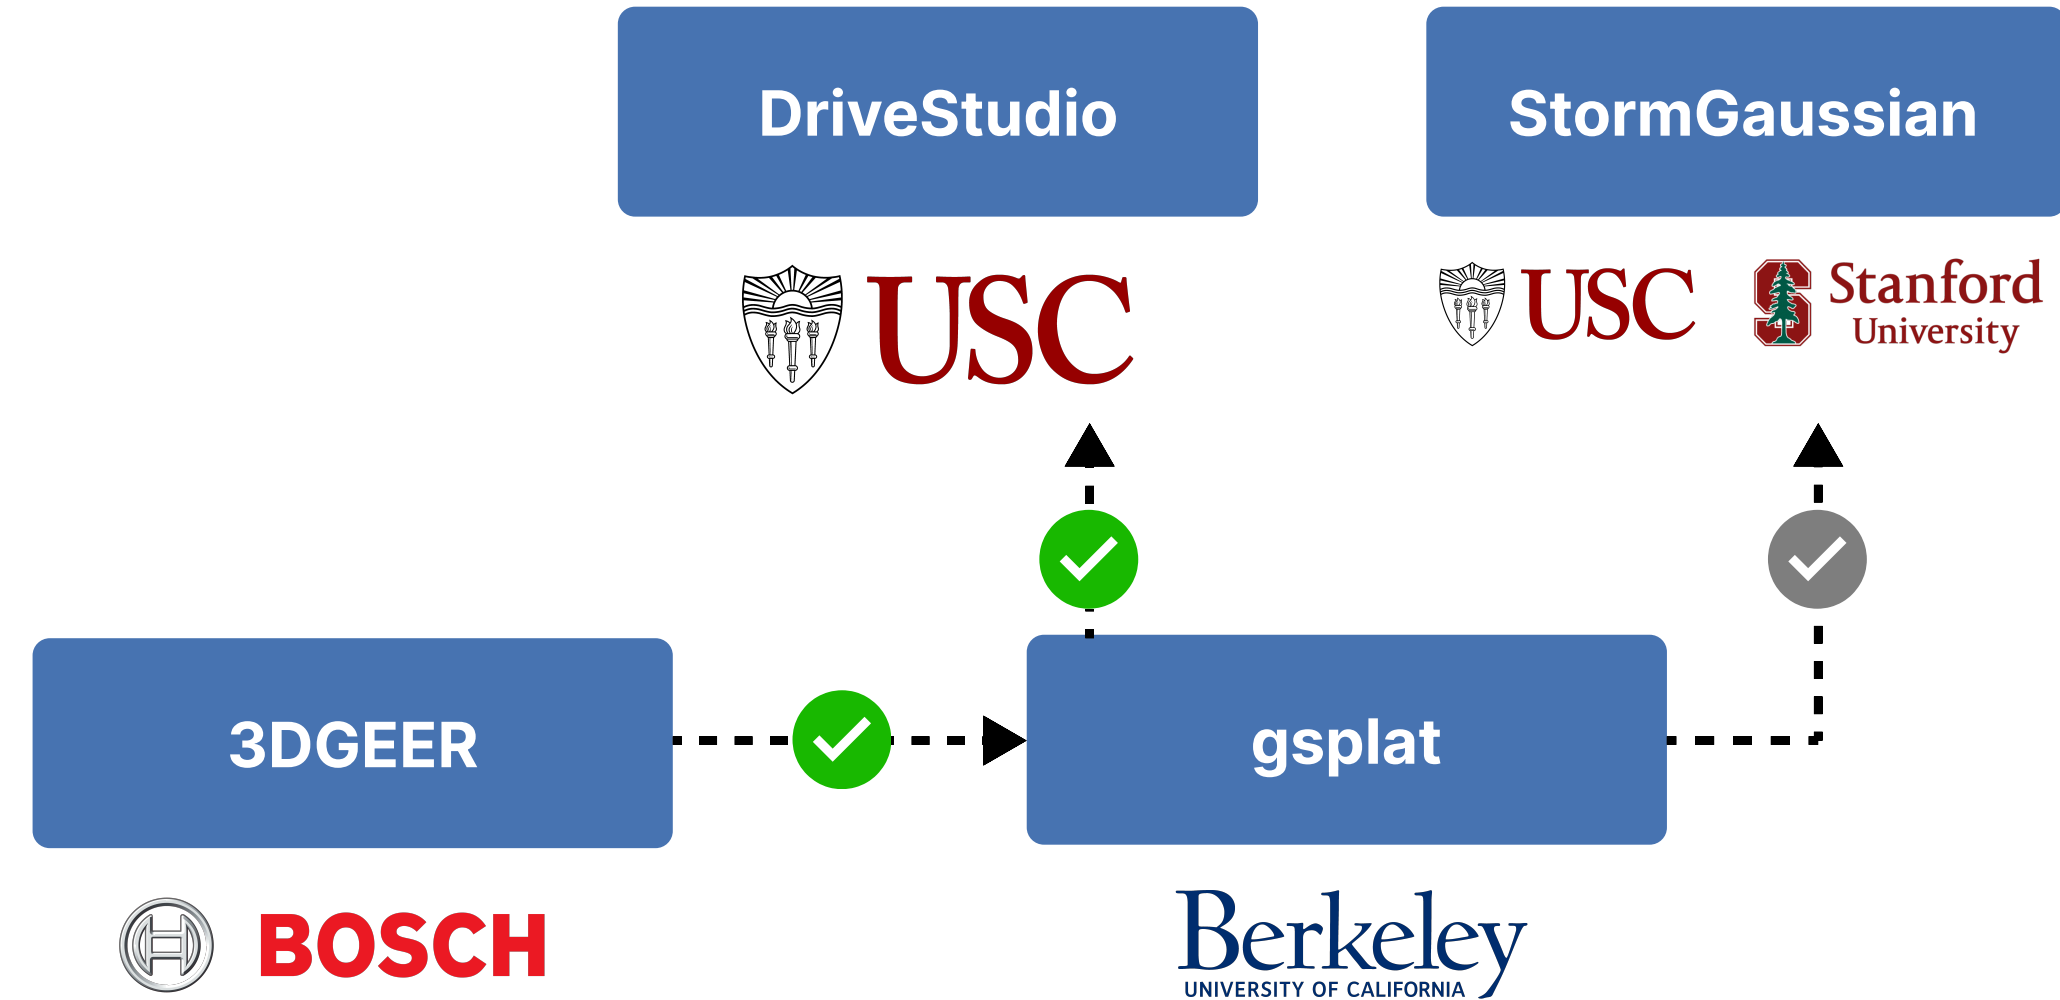 DriveStudio
StormGaussian
USC
USC
Stanford
University
3DGEER
gsplat
BOSCH
Berkeley
UNIVERSITY OF CALIFORNIA